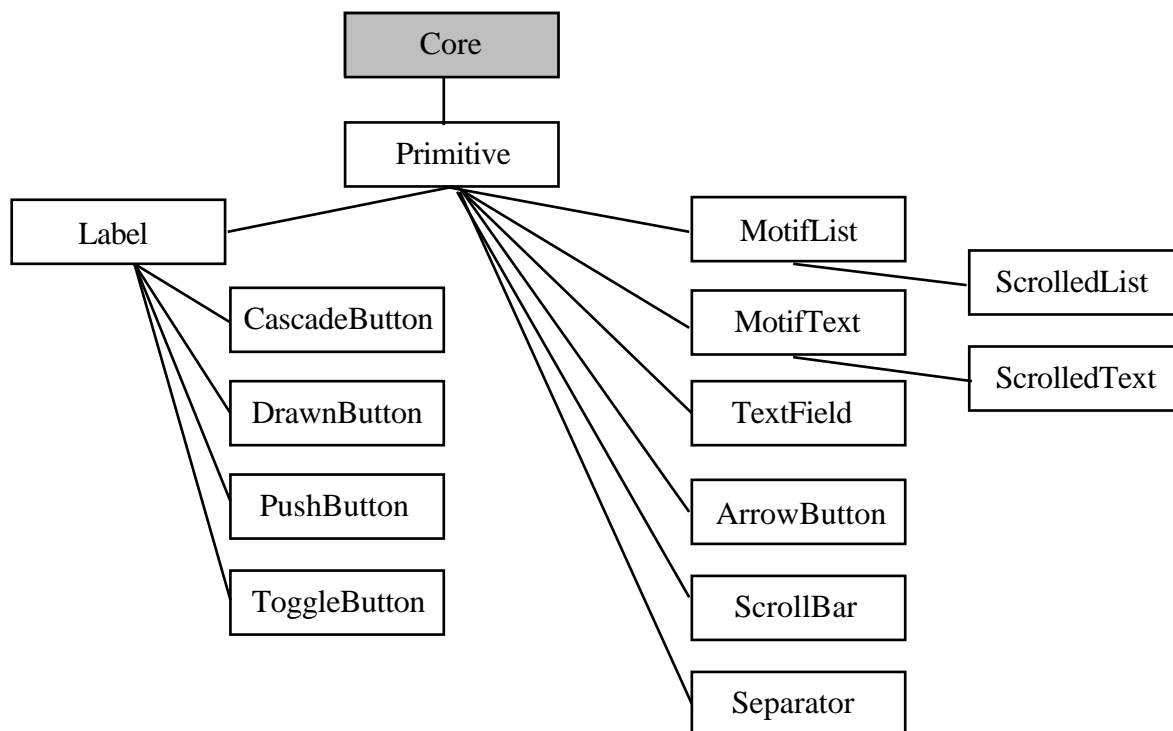 Core
Primitive
Label
MotifList
ScrolledList
CascadeButton
MotifText
ScrolledText
DrawnButton
TextField
PushButton
ArrowButton
ToggleButton
ScrollBar
Separator